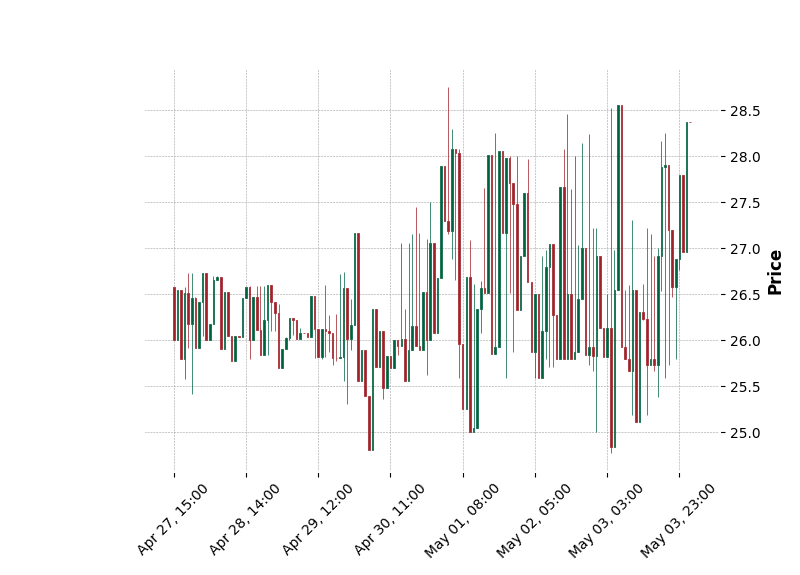 28.5
28.0
27.5
27.0
26.5
26.0
25.5
25.0
Price
Apr 27, 15:00
Apr 28, 14:00
Apr 29, 12:00
Apr 30, 11:00
May 01, 08:00
May 02, 05:00
May 03, 03:00
May 03, 23:00